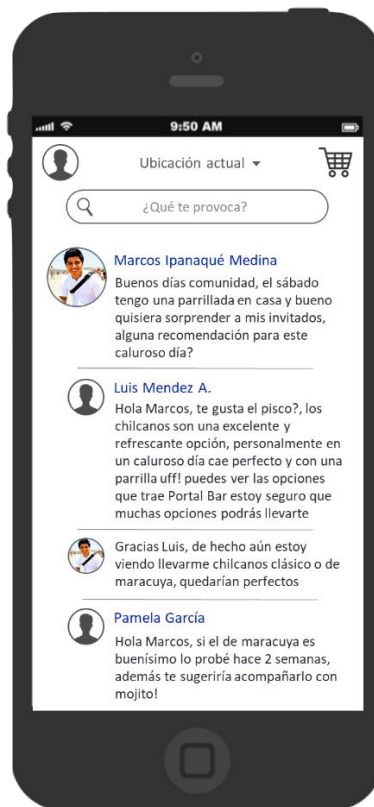 9:50 AM
Ubicación actual
¿Qué te provoca?
Marcos Ipanaqué Medina
Buenos días comunidad, el sábado
tengo una parrillada en casa y bueno
quisiera sorprender a mis invitados,
alguna recomendación para este
caluroso día?
Luis Mendez A.
Hola Marcos, te gusta el pisco?, los
chilcanos son una excelente y
refrescante opción, personalmente en
un caluroso día cae perfecto y con una
parrilla uff! puedes ver las opciones
que trae Portal Bar estoy seguro que
muchas opciones podrás llevarte
Gracias Luis, de hecho aún estoy
viendo llevarme chilcanos clásico o de
maracuya, quedarían perfectos
Pamela García
Hola Marcos, si el de maracuya es
buenísimo lo probé hace 2 semanas,
además te sugeriría acompañarlo con
mojito!